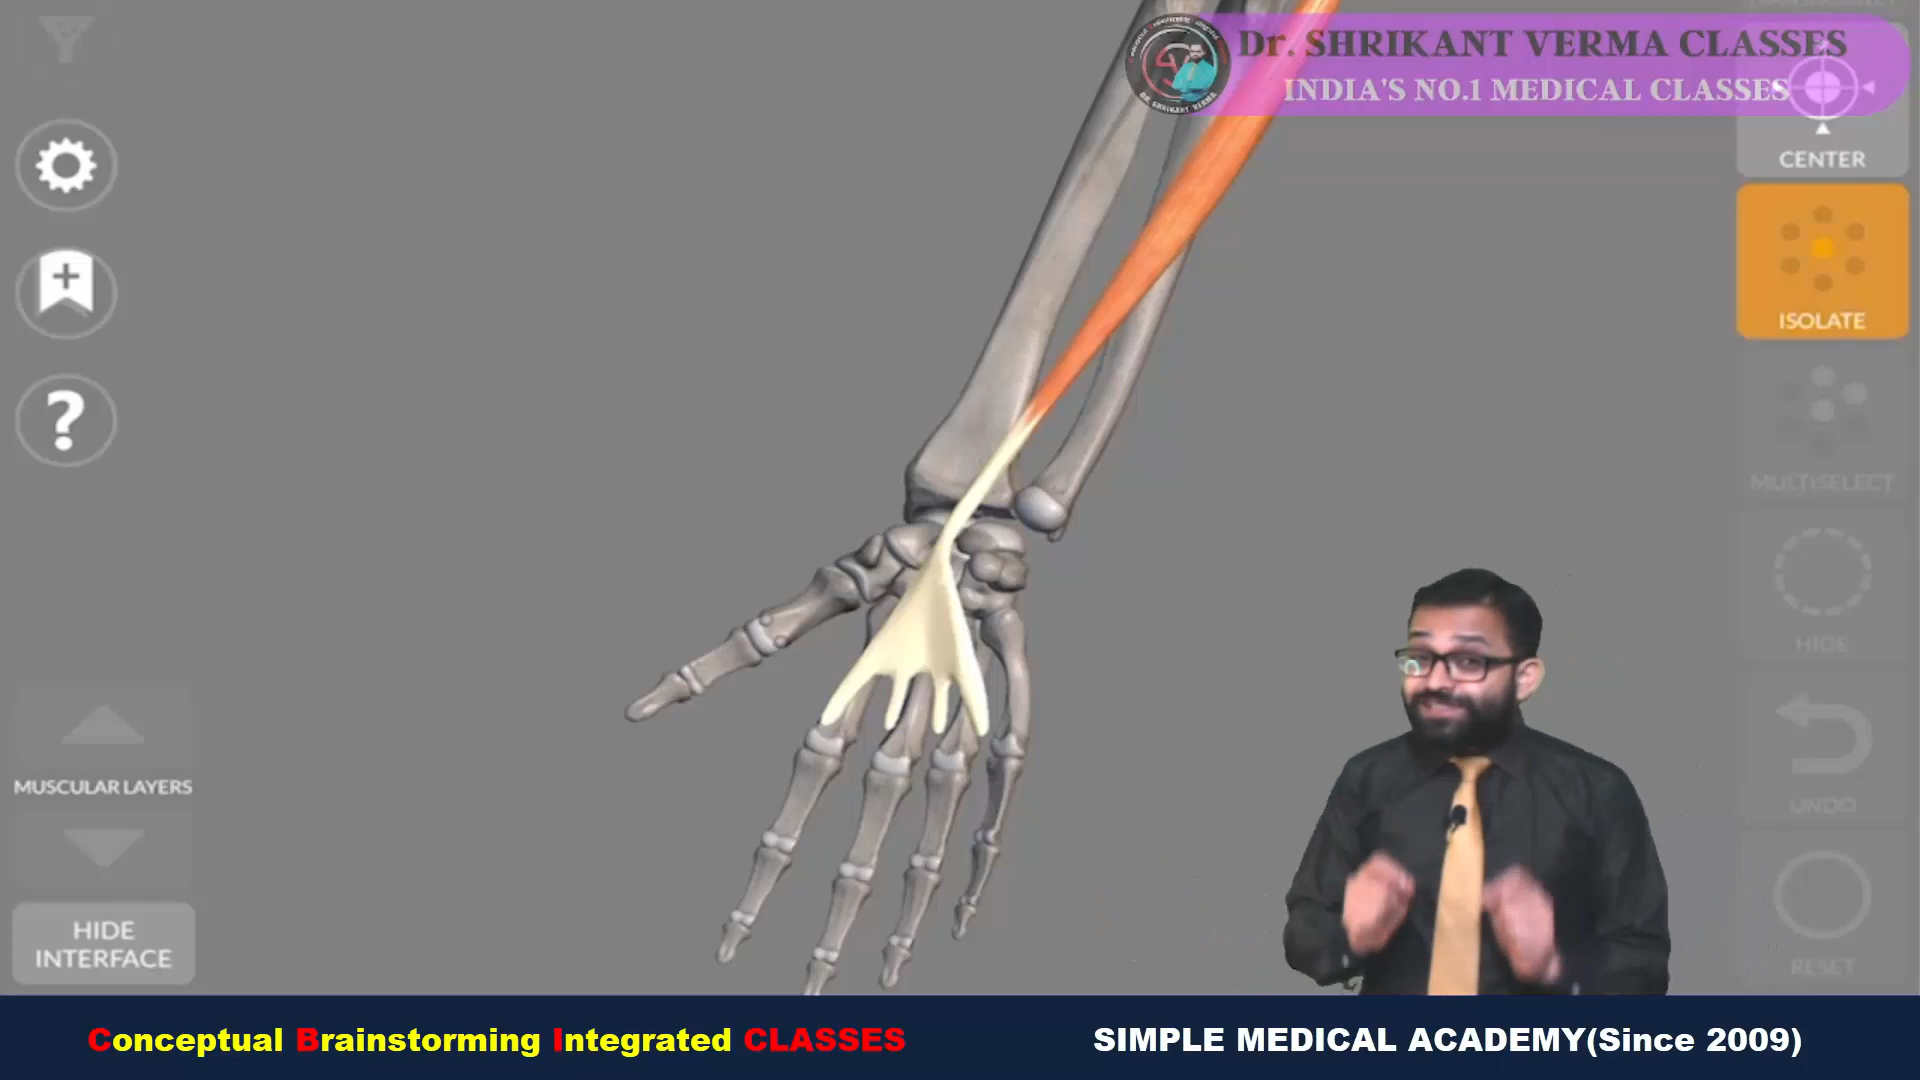 Dr. SHRIKANT VERMA CLASSES
INDIA'S NO.1 MEDICAL CLASSES
CENTER
ISOLATE
MULTISELECT
HIDE
UNDO
RESET
MUSCULAR LAYERS
HIDE
INTERFACE
Conceptual Brainstorming Integrated CLASSES
SIMPLE MEDICAL ACADEMY(Since 2009)